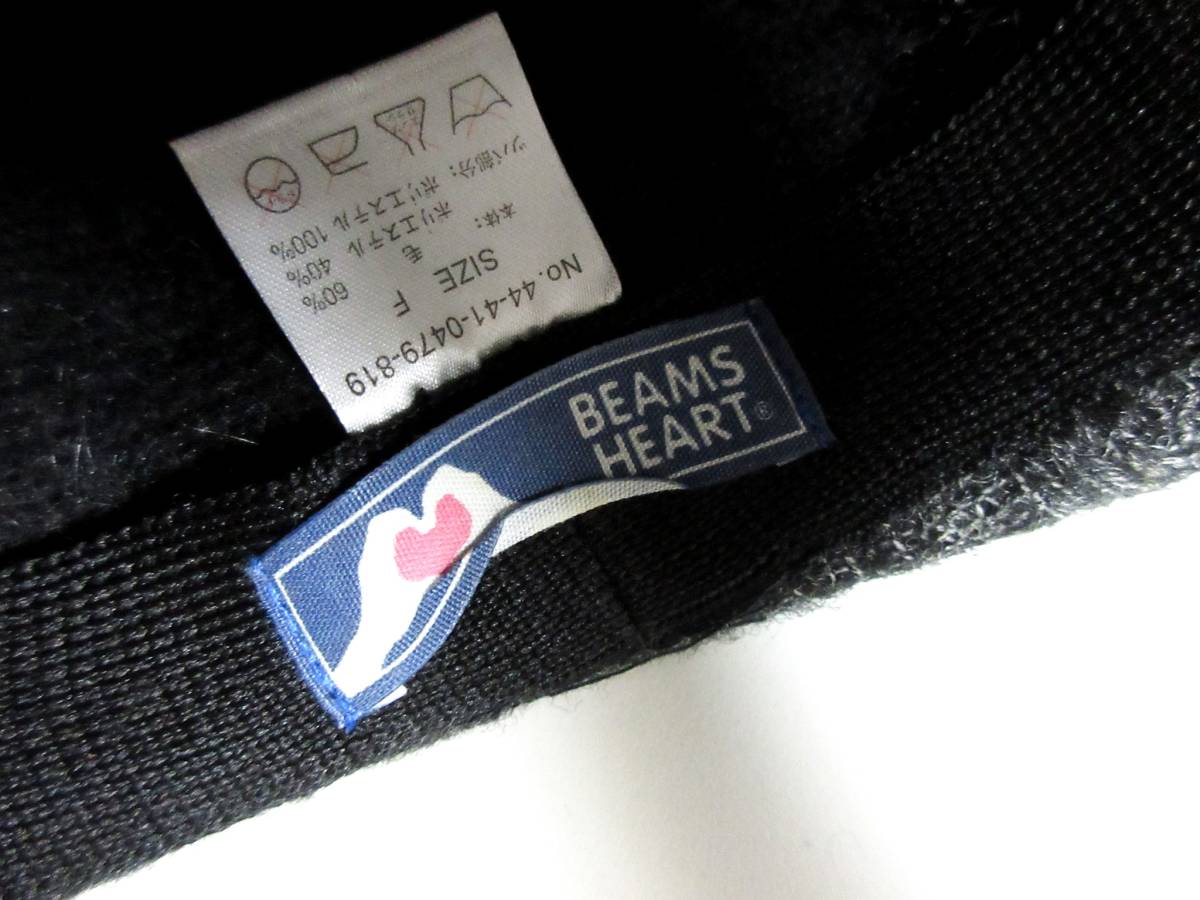 No. 44-41-0479-819
SIZE F
本体: 毛 60%
ポリエステル 40%
ツバ部分: ポリエステル 100%
BEAMS
HEART®